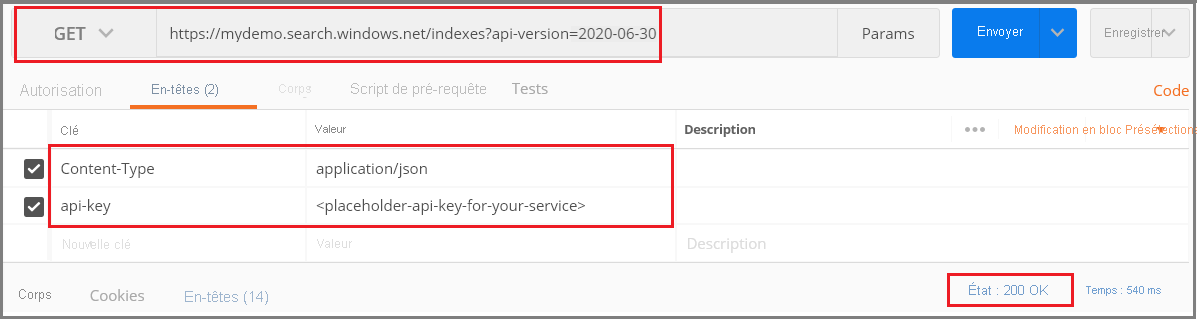 GET https://mydemo.search.windows.net/indexes?api-version=2020-06-30 Params Envoyer Enregistrer
Autorisation En-têtes (2) Corps Script de pré-requête Tests Code
Clé Valeur Description ••• Modification en bloc Présélections
Content-Type application/json
api-key <placeholder-api-key-for-your-service>
Nouvelle clé Valeur Description
Corps Cookies En-têtes (14) État : 200 OK Temps : 540 ms